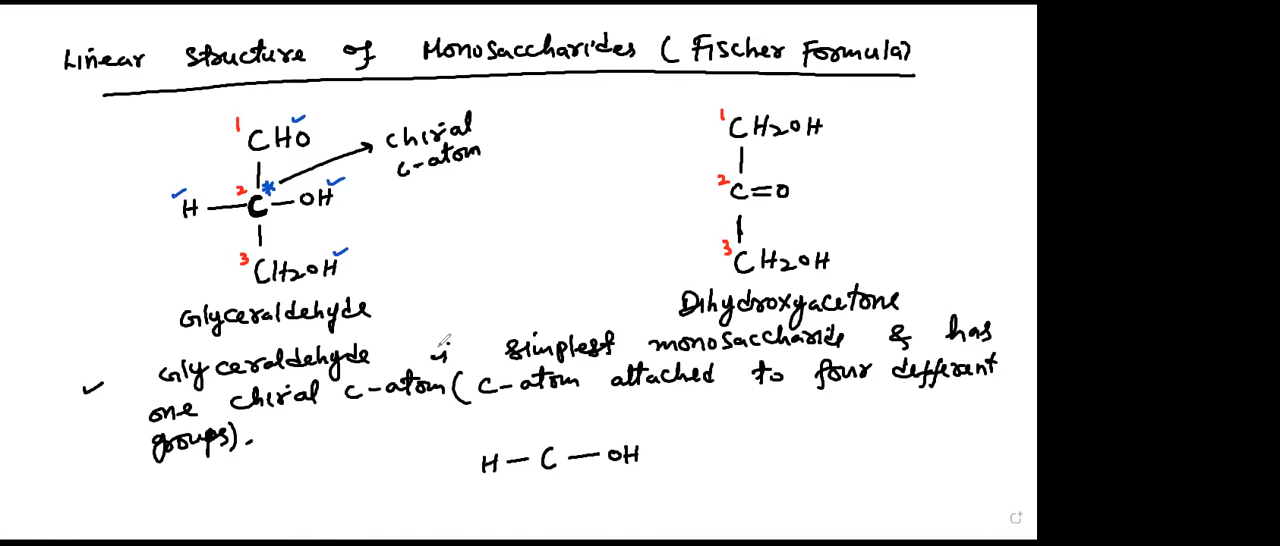 Linear structure of Monosaccharides (Fischer Formula)
1
CHO
chiral
c-atom
2
H — C* — OH
3
CH2OH
Glyceraldehyde
1
CH2OH
2
C=O
3
CH2OH
Dihydroxyacetone
Glyceraldehyde is simplest monosaccharide & has
one chiral c-atom (c-atom attached to four defferant
groups).
H — C — OH